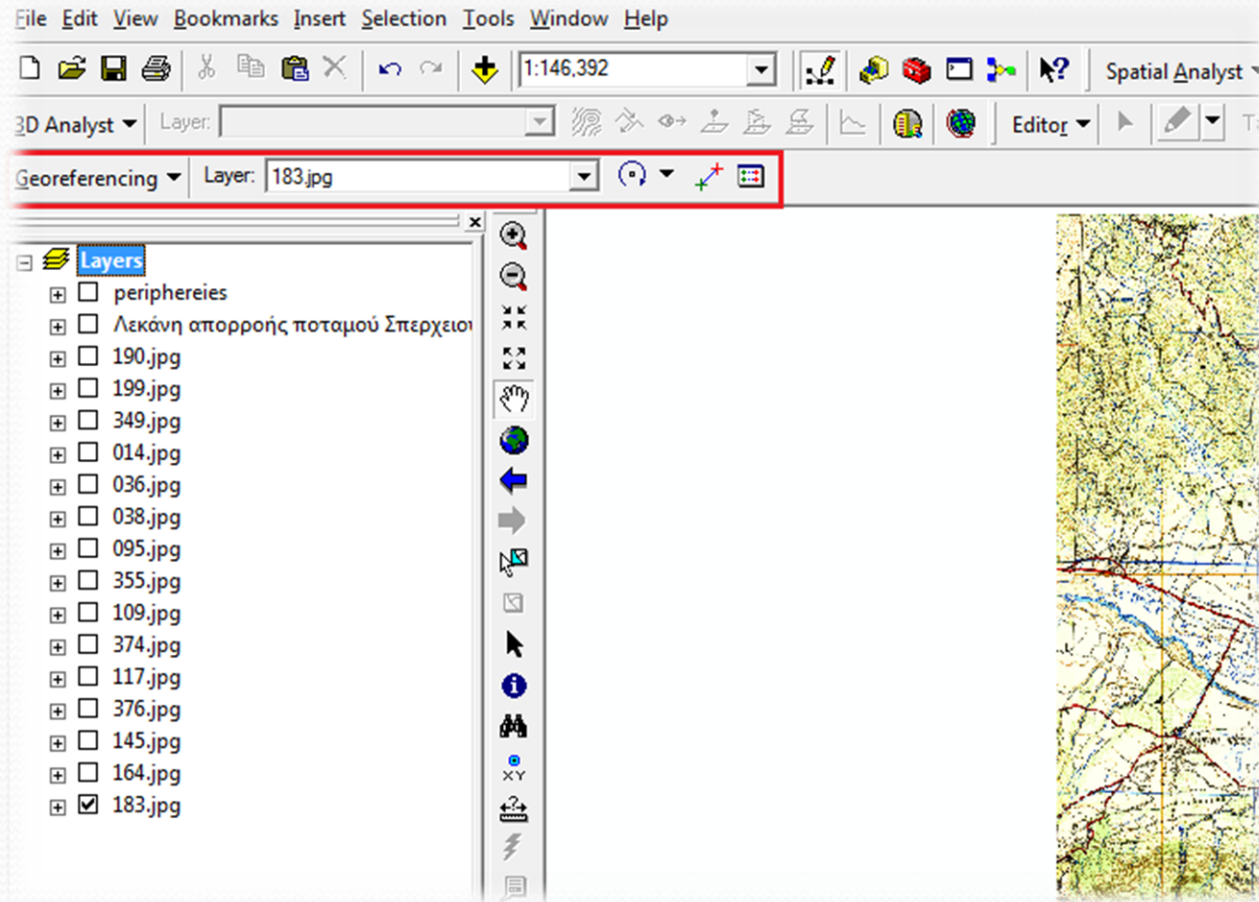 File Edit View Bookmarks Insert Selection Tools Window Help
1:146,392 Spatial Analyst
3D Analyst Layer: Editor
Georeferencing Layer: 183.jpg
Layers
periphereies
Λεκάνη απορροής ποταμού Σπερχειου
190.jpg
199.jpg
349.jpg
014.jpg
036.jpg
038.jpg
095.jpg
355.jpg
109.jpg
374.jpg
117.jpg
376.jpg
145.jpg
164.jpg
183.jpg
XY